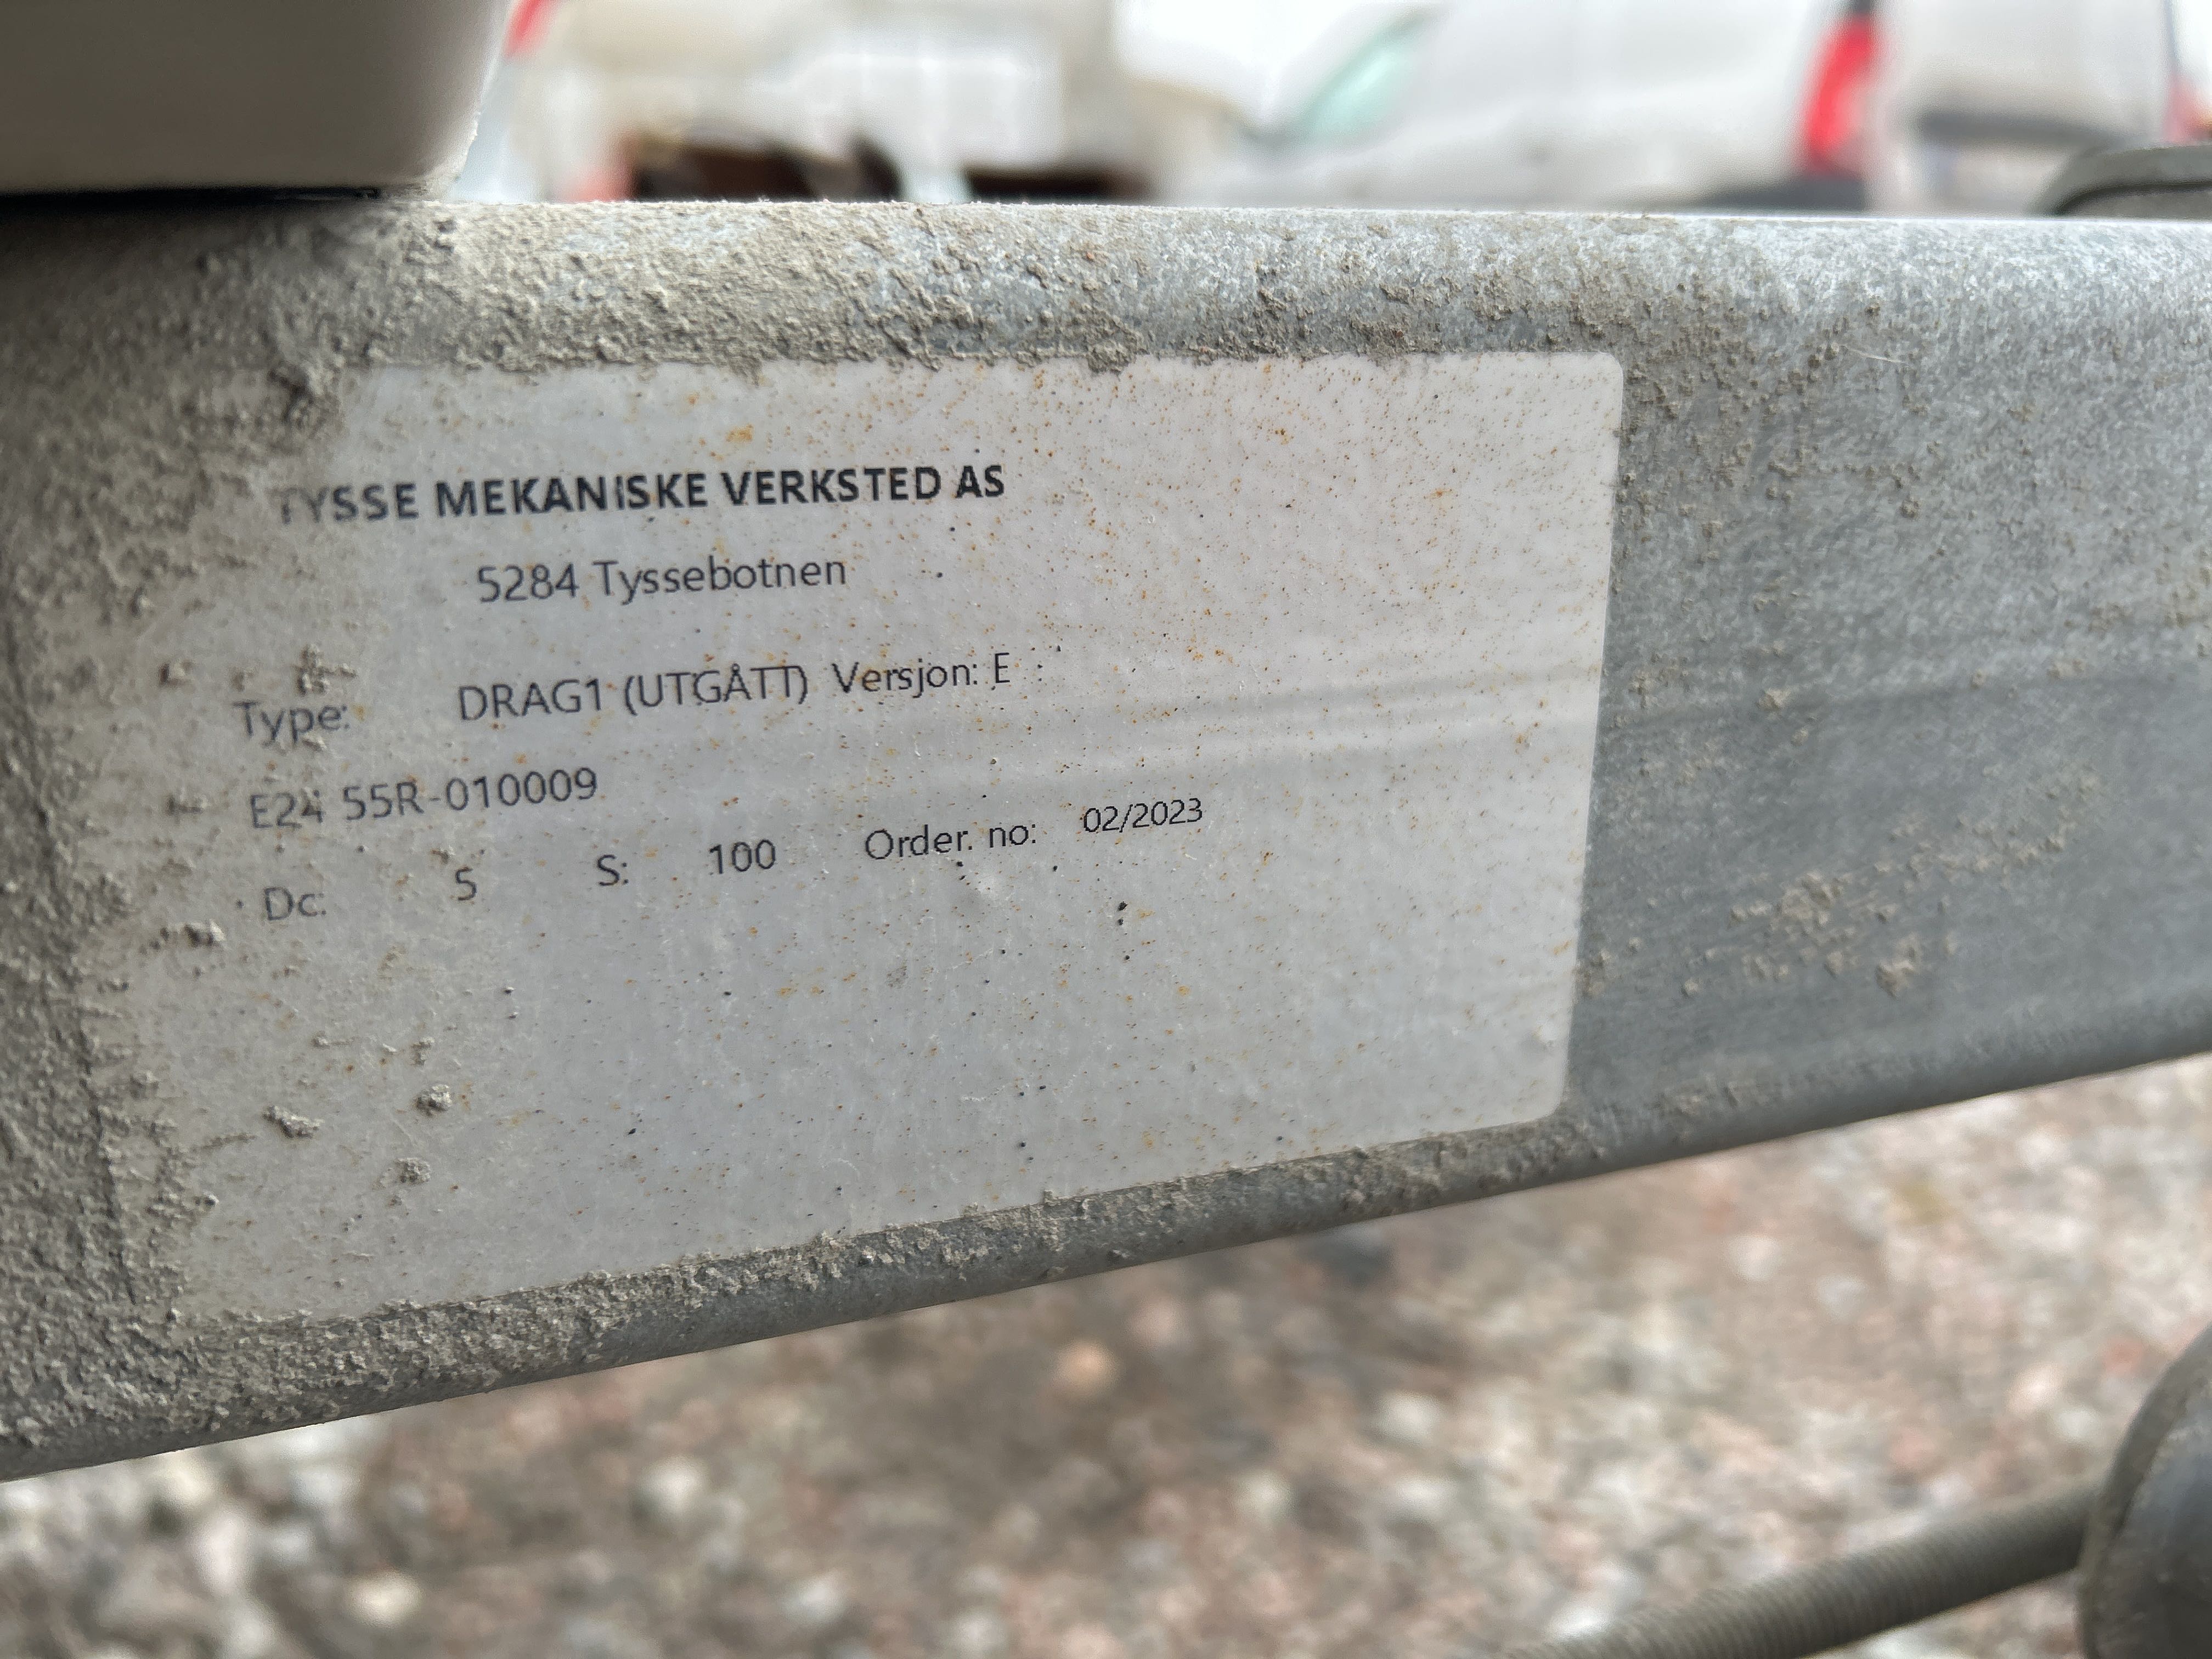 TYSSE MEKANISKE VERKSTED AS
5284 Tyssebotnen
Type: DRAG1 (UTGÅTT) Versjon: E
E24 55R-010009
Dc: 5 S: 100 Order. no: 02/2023